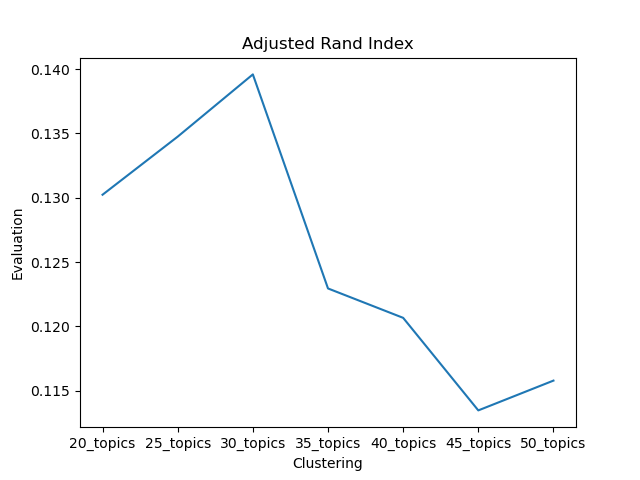 Adjusted Rand Index
Evaluation
0.140
0.135
0.130
0.125
0.120
0.115
20_topics 25_topics 30_topics 35_topics 40_topics 45_topics 50_topics
Clustering